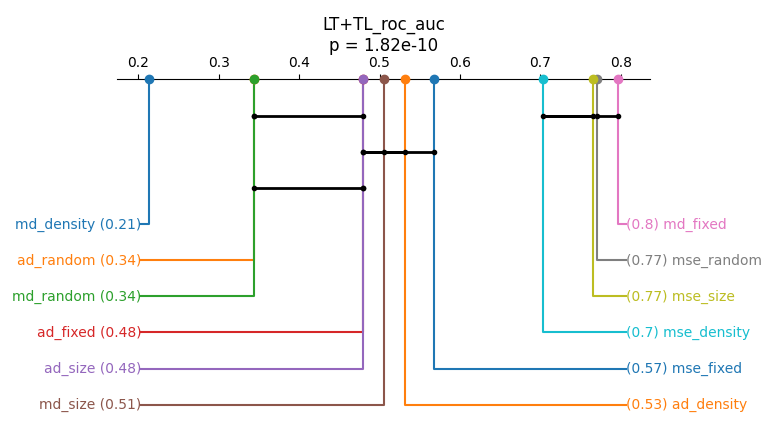 LT+TL_roc_auc
p = 1.82e-10
0.2 0.3 0.4 0.5 0.6 0.7 0.8
md_density (0.21) (0.8) md_fixed
ad_random (0.34) (0.77) mse_random
md_random (0.34) (0.77) mse_size
ad_fixed (0.48) (0.7) mse_density
ad_size (0.48) (0.57) mse_fixed
md_size (0.51) (0.53) ad_density